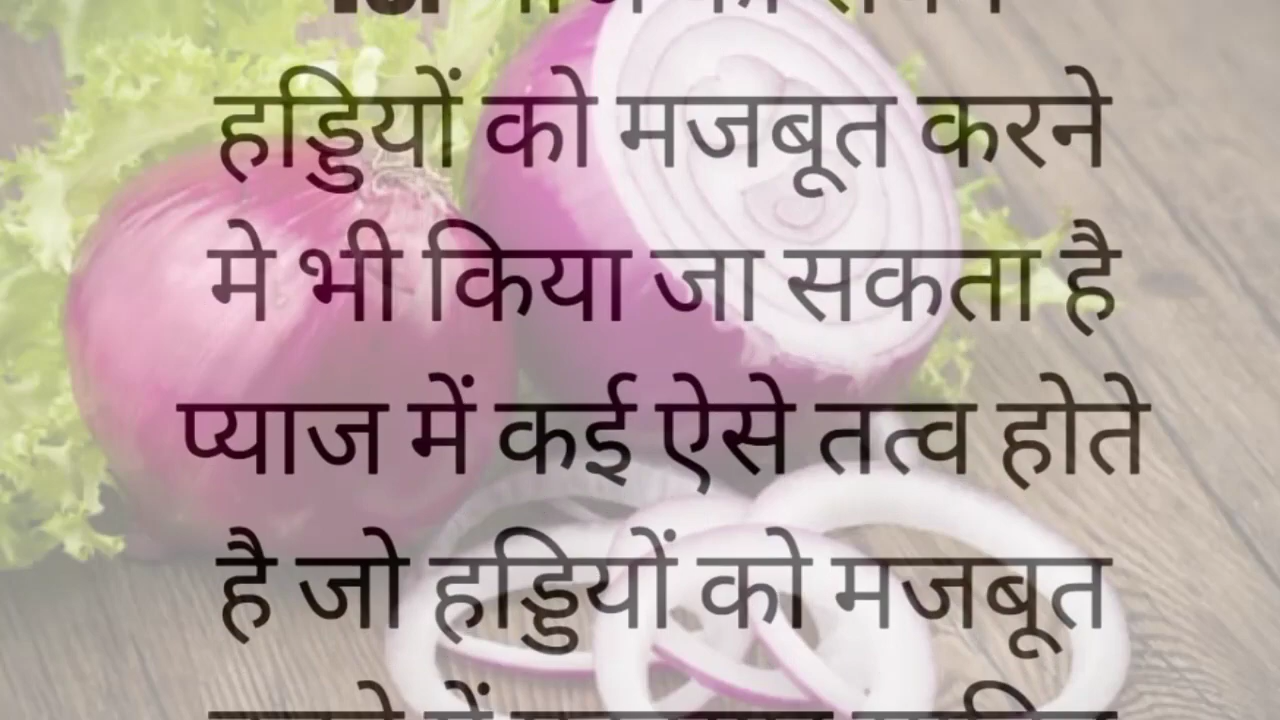 हड्डियों को मजबूत करने
मे भी किया जा सकता है
प्याज में कई ऐसे तत्व होते
है जो हड्डियों को मजबूत